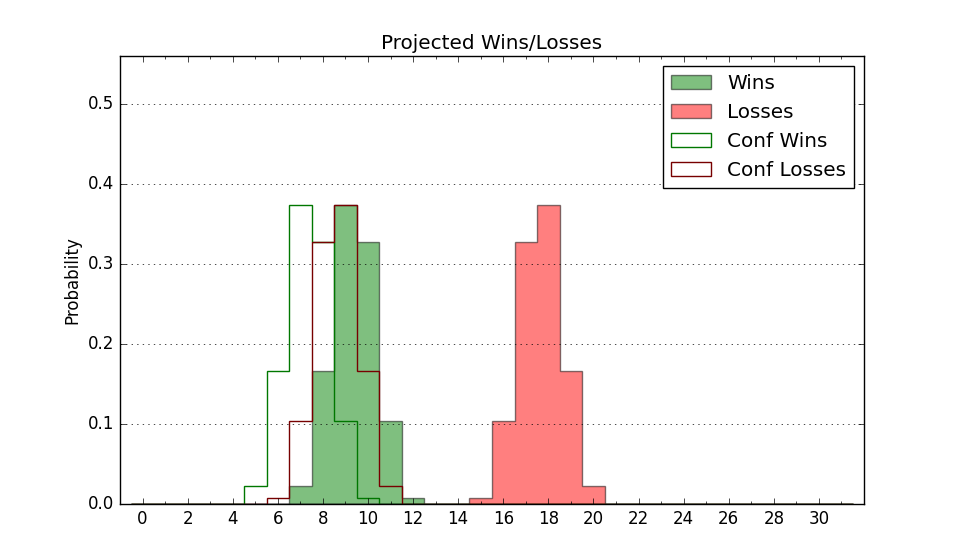 Projected Wins/Losses
Wins
Losses
Conf Wins
Conf Losses
Probability
0.5
0.4
0.3
0.2
0.1
0.0
0 2 4 6 8 10 12 14 16 18 20 22 24 26 28 30